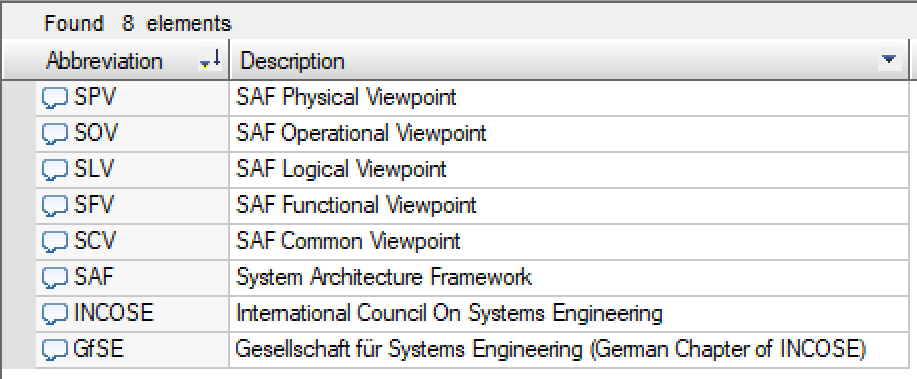 Found 8 elements
Abbreviation Description
SPV SAF Physical Viewpoint
SOV SAF Operational Viewpoint
SLV SAF Logical Viewpoint
SFV SAF Functional Viewpoint
SCV SAF Common Viewpoint
SAF System Architecture Framework
INCOSE International Council On Systems Engineering
GfSE Gesellschaft für Systems Engineering (German Chapter of INCOSE)